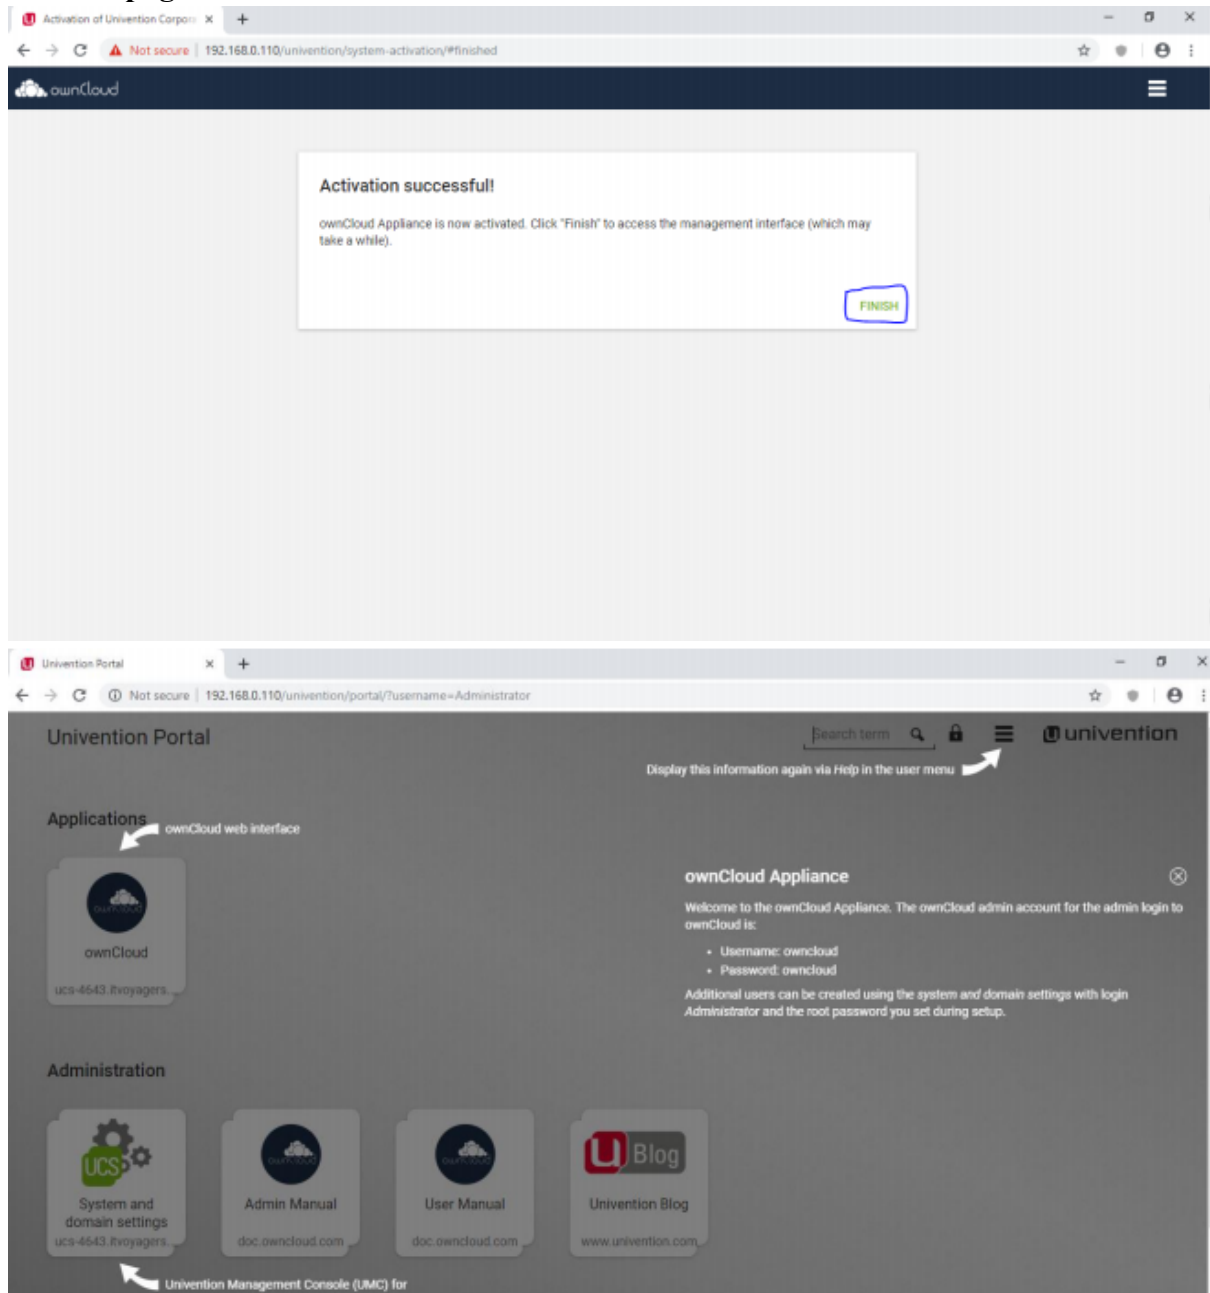 Activation of Univention Corpor
Not secure 192.168.0.110/univention/system-activation/#finished
ownCloud
Activation successful!
ownCloud Appliance is now activated. Click "Finish" to access the management interface (which may
take a while).
FINISH
Univention Portal
Not secure 192.168.0.110/univention/portal/?username=Administrator
Univention Portal
Search term
univention
Display this information again via Help in the user menu
Applications
ownCloud web interface
ownCloud
ownCloud
ucs-4643.itvoyagers...
ownCloud Appliance
Welcome to the ownCloud Appliance. The ownCloud admin account for the admin login to
ownCloud is:
• Username: owncloud
• Password: owncloud
Additional users can be created using the system and domain settings with login
Administrator and the root password you set during setup.
Administration
UCS
System and
domain settings
ucs-4643.itvoyagers...
ownCloud
Admin Manual
doc.owncloud.com
ownCloud
User Manual
doc.owncloud.com
U Blog
Univention Blog
www.univention.com
Univention Management Console (UMC) for